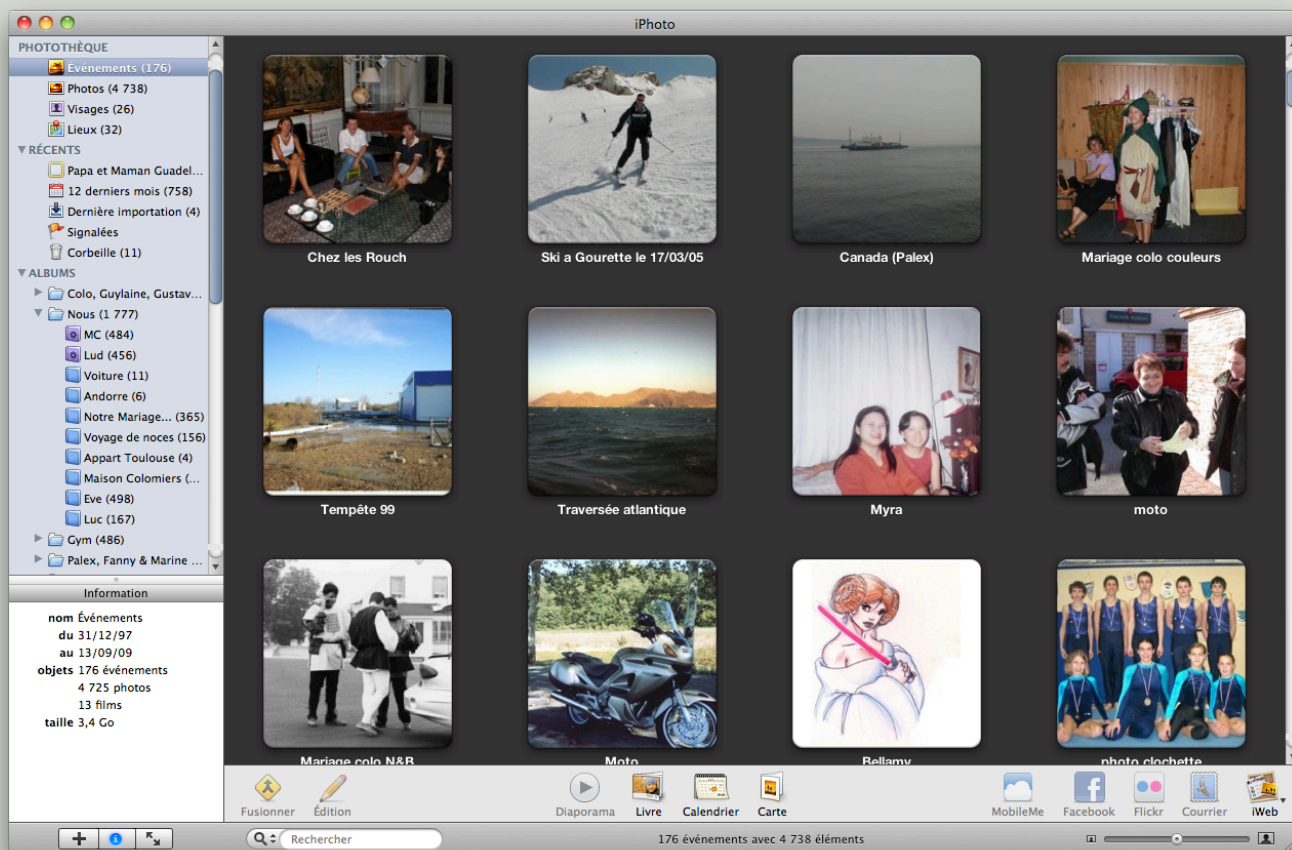 iPhoto
PHOTOTHÈQUE
Événements (176)
Photos (4 738)
Visages (26)
Lieux (32)
RÉCENTS
Papa et Maman Guadel...
12 derniers mois (758)
Dernière importation (4)
Signalées
Corbeille (11)
ALBUMS
Colo, Guylaine, Gustav...
Nous (1 777)
MC (484)
Lud (456)
Voiture (11)
Andorre (6)
Notre Mariage... (365)
Voyage de noces (156)
Appart Toulouse (4)
Maison Colomiers (...
Eve (498)
Luc (167)
Gym (486)
Palex, Fanny & Marine ...
Information
nom Événements
du 31/12/97
au 13/09/09
objets 176 événements
4 725 photos
13 films
taille 3,4 Go
Chez les Rouch
Ski a Gourette le 17/03/05
Canada (Palex)
Mariage colo couleurs
Tempête 99
Traversée atlantique
Myra
moto
Mariage colo N&B
Moto
Bellamy
photo clochette
Fusionner
Édition
Diaporama
Livre
Calendrier
Carte
MobileMe
Facebook
Flickr
Courrier
iWeb
Rechercher
176 événements avec 4 738 éléments